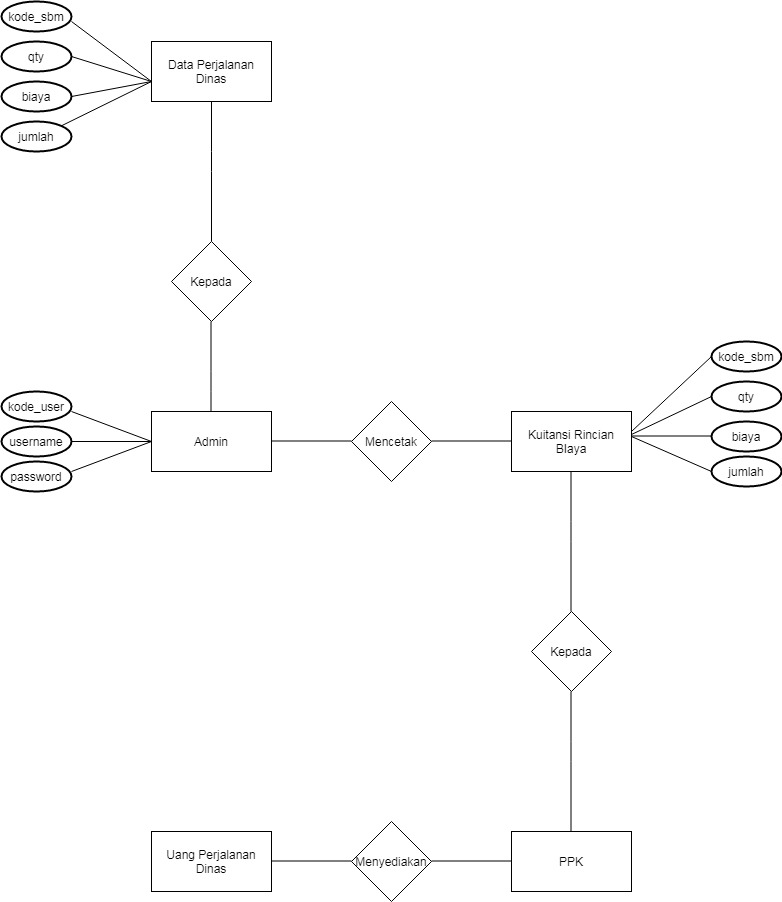 kode_sbm
qty
biaya
jumlah
Data Perjalanan
Dinas
Kepada
kode_user
username
password
Admin
Mencetak
Kuitansi Rincian
BIaya
kode_sbm
qty
biaya
jumlah
Kepada
Uang Perjalanan
Dinas
Menyediakan
PPK